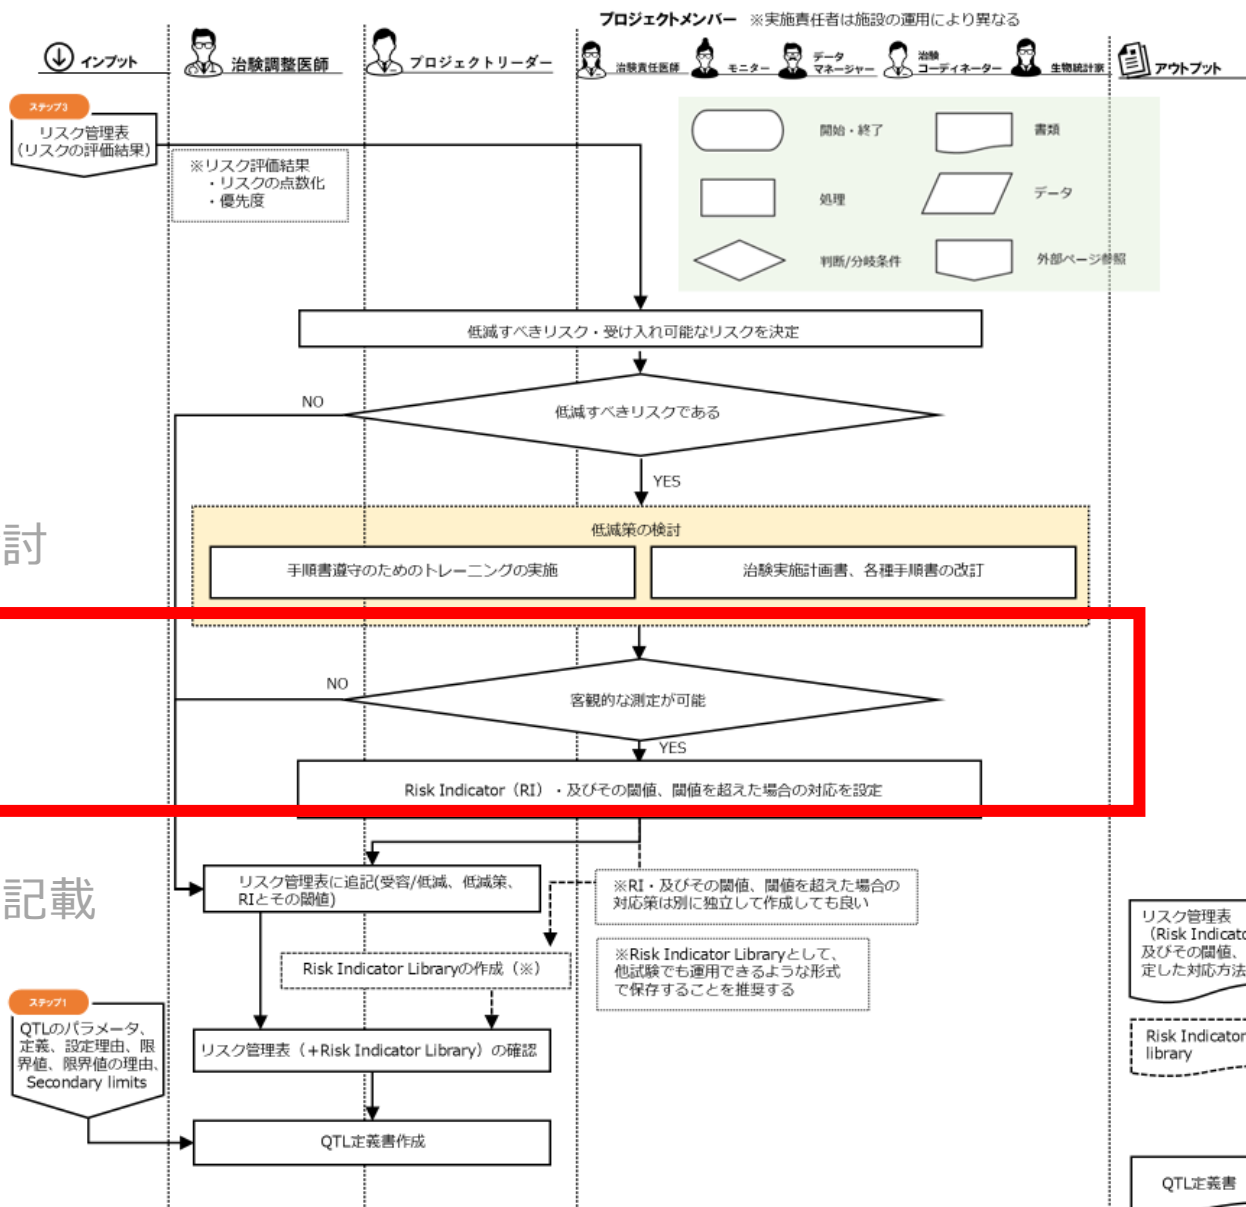 プロジェクトメンバー ※実施責任者は施設の運用により異なる
インプット
治験調整医師
プロジェクトリーダー
治験責任医師
モニター
データ
マネージャー
治験
コーディネーター
生物統計家
アウトプット
ステップ3
リスク管理表
(リスクの評価結果)
※リスク評価結果
・リスクの点数化
・優先度
開始・終了
書類
処理
データ
判断/分岐条件
外部ページ参照
低減すべきリスク・受け入れ可能なリスクを決定
NO
低減すべきリスクである
YES
討
低減策の検討
手順書遵守のためのトレーニングの実施
治験実施計画書、各種手順書の改訂
NO
客観的な測定が可能
YES
Risk Indicator（RI）・及びその閾値、閾値を超えた場合の対応を設定
記載
リスク管理表に追記(受容/低減、低減策、
RIとその閾値)
※RI・及びその閾値、閾値を超えた場合の
対応策は別に独立して作成しても良い
リスク管理表
（Risk Indicato
及びその閾値、
定した対応方法
Risk Indicator Libraryの作成（※）
※Risk Indicator Libraryとして、
他試験でも運用できるような形式
で保存することを推奨する
ステップ1
QTLのパラメータ、
定義、設定理由、限
界値、限界値の理由、
Secondary limits
リスク管理表（+Risk Indicator Library）の確認
Risk Indicator
library
QTL定義書作成
QTL定義書